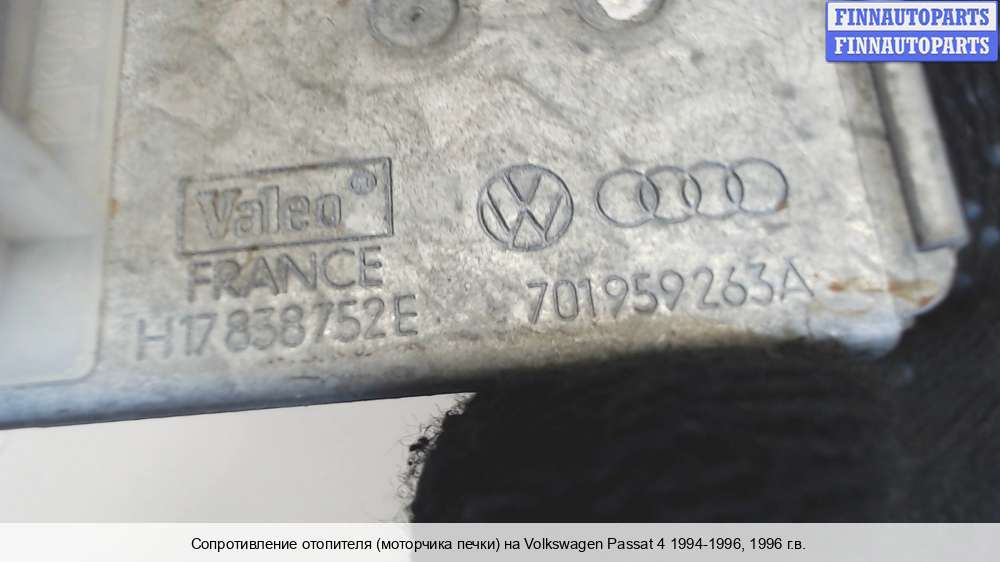 FINNAUTOPARTS
FINNAUTOPARTS
Valeo
FRANCE
H17838752E
701959263A
Сопротивление отопителя (моторчика печки) на Volkswagen Passat 4 1994-1996, 1996 г.в.